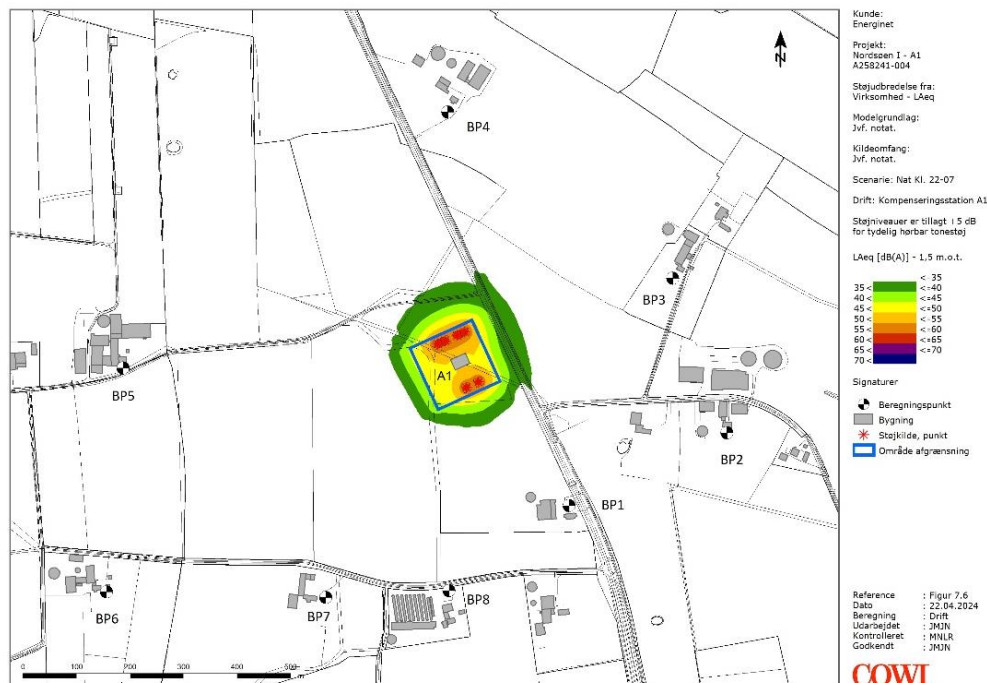 Kunde:
Energinet
Projekt:
Nordsøen I - A1
A258241-004
Støjudbredelse fra:
Virksomhed - LAeq
Modelgrundlag:
Jvf. notat.
Kildeomfang:
Jvf. notat.
Scenarie: Nat Kl. 22-07
Drift: Kompenseringsstation A1
Støjniveauer er tillagt + 5 dB
for tydelig hørbar tonestøj
LAeq [dB(A)] - 1,5 m.o.t.
<= 35
35 < <= 40
40 < <= 45
45 < <= 50
50 < <= 55
55 < <= 60
60 < <= 65
65 < <= 70
70 <
Signaturer
Beregningspunkt
Bygning
Støjkilde, punkt
Område afgrænsning
N
BP4
BP3
A1
BP5
BP2
BP1
BP6
BP7
BP8
0 100 200 300 400 m
Reference : Figur 7.6
Dato : 22.04.2024
Beregning : Drift
Udarbejdet : JMJN
Kontrolleret : MNLR
Godkendt : JMJN
COWI